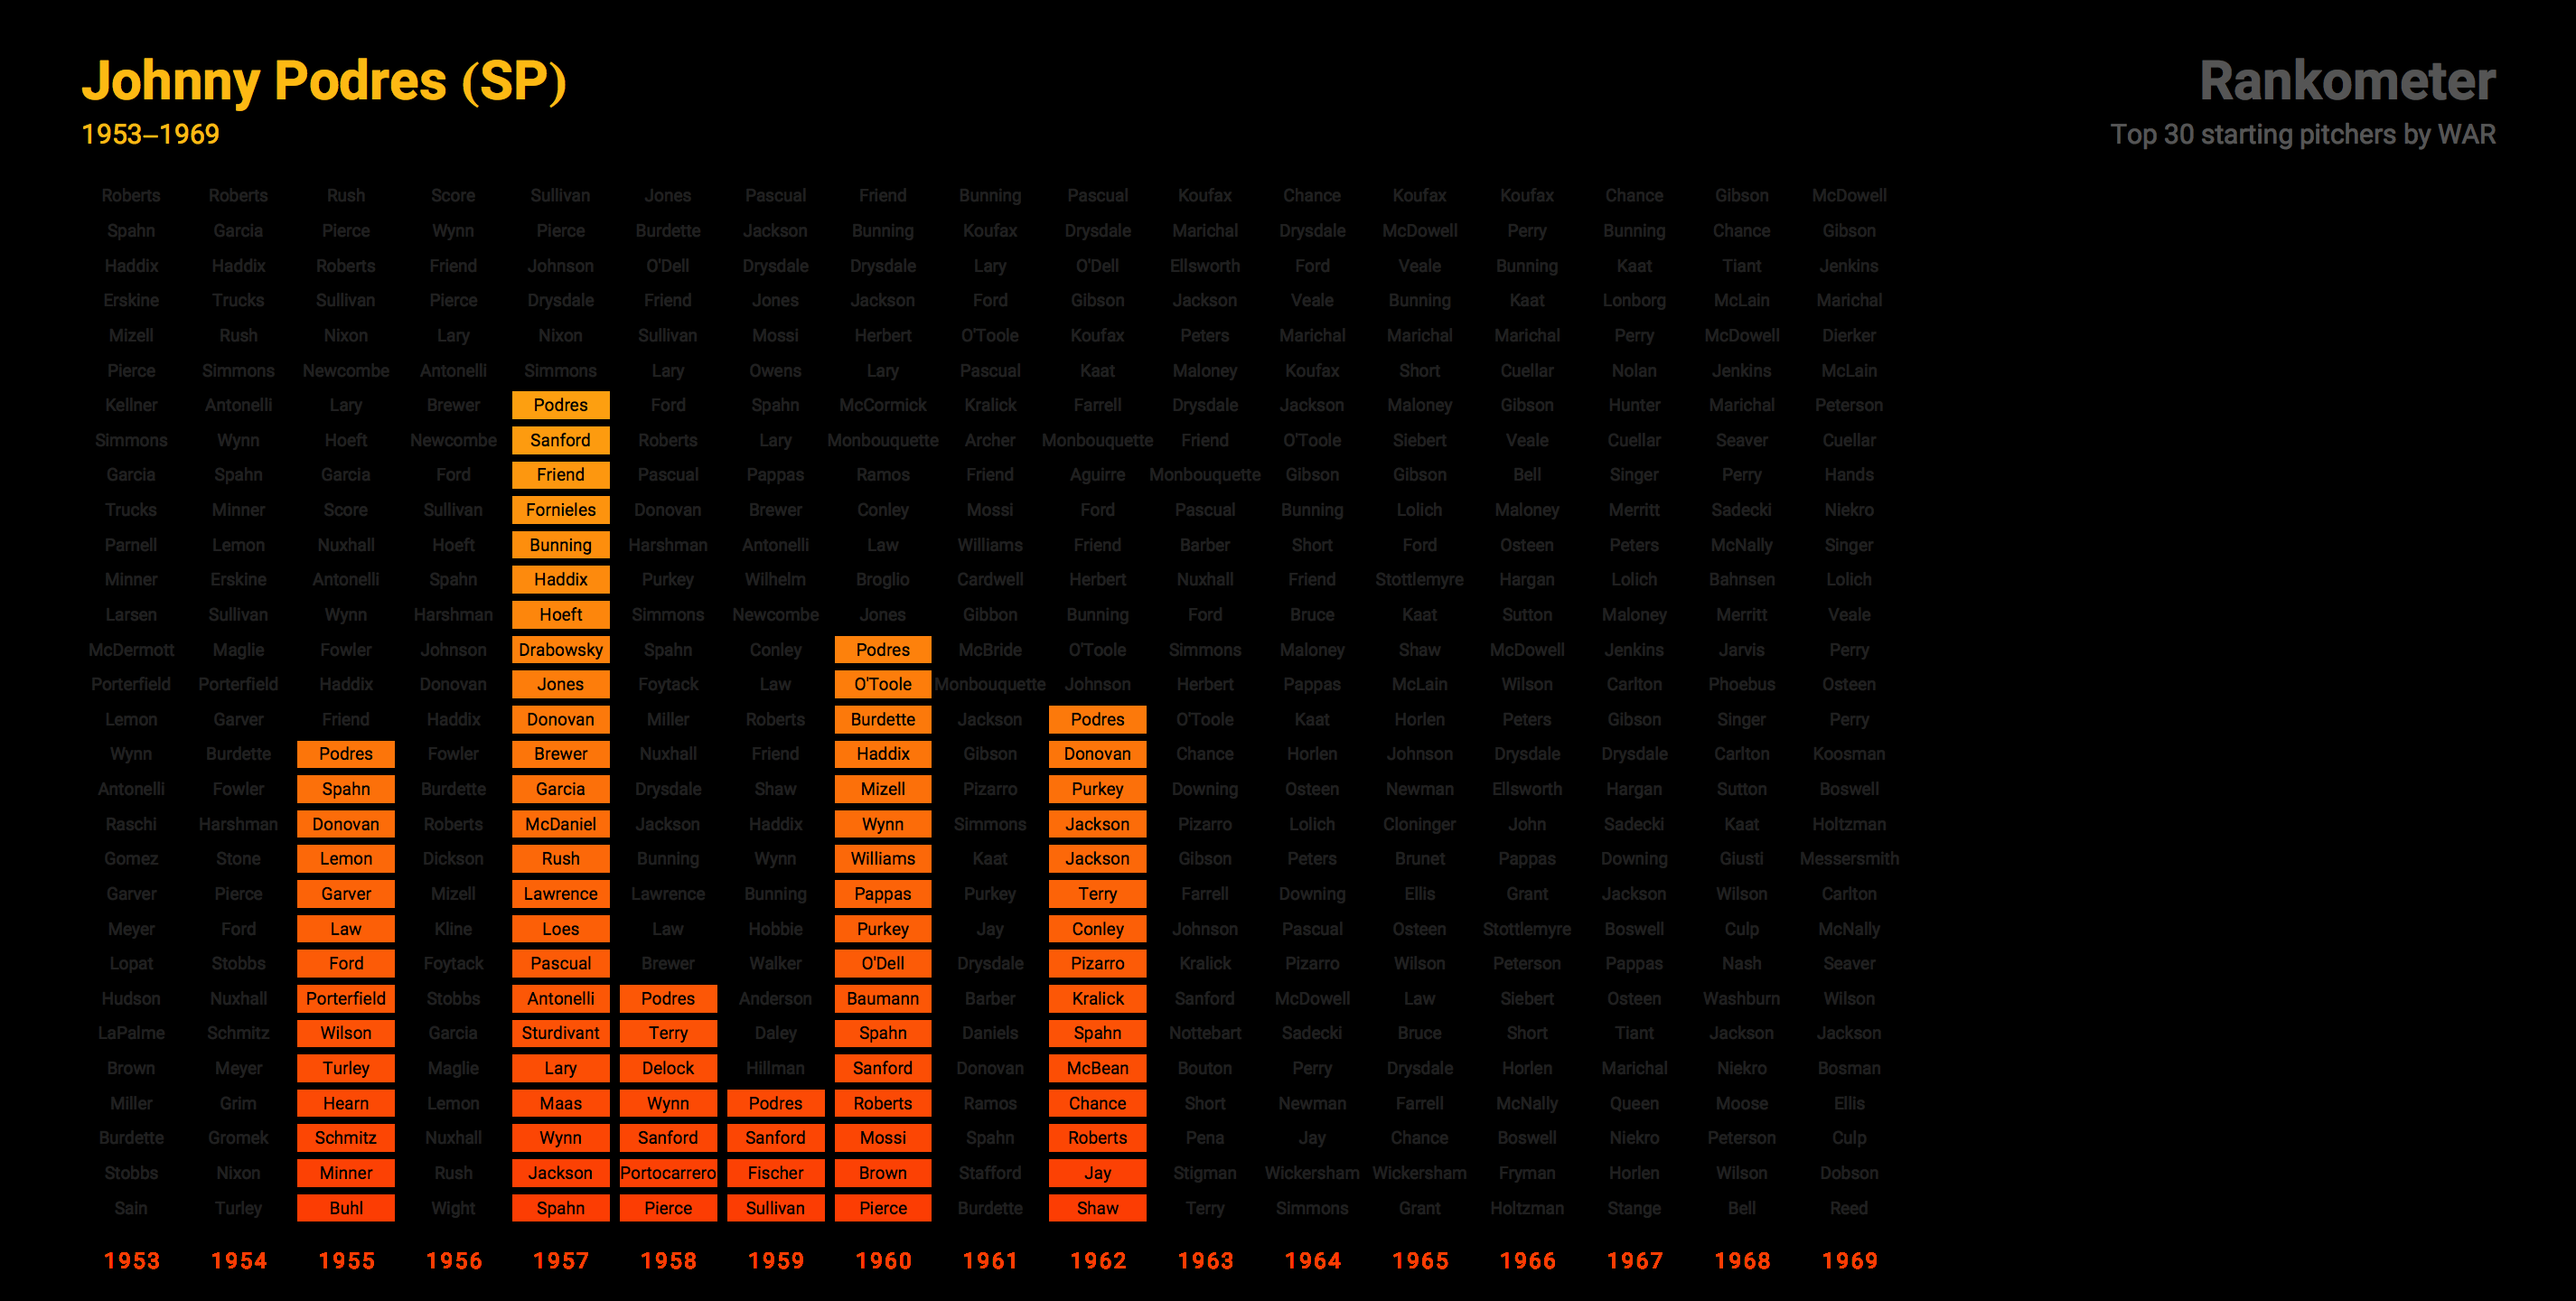 Johnny Podres (SP)
1953–1969
Rankometer
Top 30 starting pitchers by WAR
Roberts Roberts Rush Score Sullivan Jones Pascual Friend Bunning Pascual Koufax Chance Koufax Koufax Chance Gibson McDowell
Spahn Garcia Pierce Wynn Pierce Burdette Jackson Bunning Koufax Drysdale Marichal Drysdale McDowell Perry Bunning Chance Gibson
Haddix Haddix Roberts Friend Johnson O'Dell Drysdale Drysdale Lary O'Dell Ellsworth Ford Veale Bunning Kaat Tiant Jenkins
Erskine Trucks Sullivan Pierce Drysdale Friend Jones Jackson Ford Gibson Jackson Veale Bunning Kaat Lonborg McLain Marichal
Mizell Rush Nixon Lary Nixon Sullivan Mossi Herbert O'Toole Koufax Peters Marichal Marichal Marichal Perry McDowell Dierker
Pierce Simmons Newcombe Antonelli Simmons Lary Owens Lary Pascual Kaat Maloney Koufax Short Cuellar Nolan Jenkins McLain
Kellner Antonelli Lary Brewer Podres Ford Spahn McCormick Kralick Farrell Drysdale Jackson Maloney Gibson Hunter Marichal Peterson
Simmons Wynn Hoeft Newcombe Sanford Roberts Lary Monbouquette Archer Monbouquette Friend O'Toole Siebert Veale Cuellar Seaver Cuellar
Garcia Spahn Garcia Ford Friend Pascual Pappas Ramos Friend Aguirre Monbouquette Gibson Gibson Bell Singer Perry Hands
Trucks Minner Score Sullivan Fornieles Donovan Brewer Conley Mossi Ford Pascual Bunning Lolich Maloney Merritt Sadecki Niekro
Parnell Lemon Nuxhall Hoeft Bunning Harshman Antonelli Law Williams Friend Barber Short Ford Osteen Peters McNally Singer
Minner Erskine Antonelli Spahn Haddix Purkey Wilhelm Broglio Cardwell Herbert Nuxhall Friend Stottlemyre Hargan Lolich Bahnsen Lolich
Larsen Sullivan Wynn Harshman Hoeft Simmons Newcombe Jones Gibbon Bunning Ford Bruce Kaat Sutton Maloney Merritt Veale
McDermott Maglie Fowler Johnson Drabowsky Spahn Conley Podres McBride O'Toole Simmons Maloney Shaw McDowell Jenkins Jarvis Perry
Porterfield Porterfield Haddix Donovan Jones Foytack Law O'Toole Monbouquette Johnson Herbert Pappas McLain Wilson Carlton Phoebus Osteen
Lemon Garver Friend Haddix Donovan Miller Roberts Burdette Jackson Podres O'Toole Kaat Horlen Peters Gibson Singer Perry
Wynn Burdette Podres Fowler Brewer Nuxhall Friend Haddix Gibson Donovan Chance Horlen Johnson Drysdale Drysdale Carlton Koosman
Antonelli Fowler Spahn Burdette Garcia Drysdale Shaw Mizell Pizarro Purkey Downing Osteen Newman Ellsworth Hargan Sutton Boswell
Raschi Harshman Donovan Roberts McDaniel Jackson Haddix Wynn Simmons Jackson Pizarro Lolich Cloninger John Sadecki Kaat Holtzman
Gomez Stone Lemon Dickson Rush Bunning Wynn Williams Kaat Jackson Gibson Peters Brunet Pappas Downing Giusti Messersmith
Garver Pierce Garver Mizell Lawrence Lawrence Bunning Pappas Purkey Terry Farrell Downing Ellis Grant Jackson Wilson Carlton
Meyer Ford Law Kline Loes Law Hobbie Purkey Jay Conley Johnson Pascual Osteen Stottlemyre Boswell Culp McNally
Lopat Stobbs Ford Foytack Pascual Brewer Walker O'Dell Drysdale Pizarro Kralick Pizarro Wilson Peterson Pappas Nash Seaver
Hudson Nuxhall Porterfield Stobbs Antonelli Podres Anderson Baumann Barber Kralick Sanford McDowell Law Siebert Osteen Washburn Wilson
LaPalme Schmitz Wilson Garcia Sturdivant Terry Daley Spahn Daniels Spahn Nottebart Sadecki Bruce Short Tiant Jackson Jackson
Brown Meyer Turley Maglie Lary Delock Hillman Sanford Donovan McBean Bouton Perry Drysdale Horlen Marichal Niekro Bosman
Miller Grim Hearn Lemon Maas Wynn Podres Roberts Ramos Chance Short Newman Farrell McNally Queen Moose Ellis
Burdette Gromek Schmitz Nuxhall Wynn Sanford Sanford Mossi Spahn Roberts Pena Jay Chance Boswell Niekro Peterson Culp
Stobbs Nixon Minner Rush Jackson Portocarrero Fischer Brown Stafford Jay Stigman Wickersham Wickersham Fryman Horlen Wilson Dobson
Sain Turley Buhl Wight Spahn Pierce Sullivan Pierce Burdette Shaw Terry Simmons Grant Holtzman Stange Bell Reed
1953 1954 1955 1956 1957 1958 1959 1960 1961 1962 1963 1964 1965 1966 1967 1968 1969